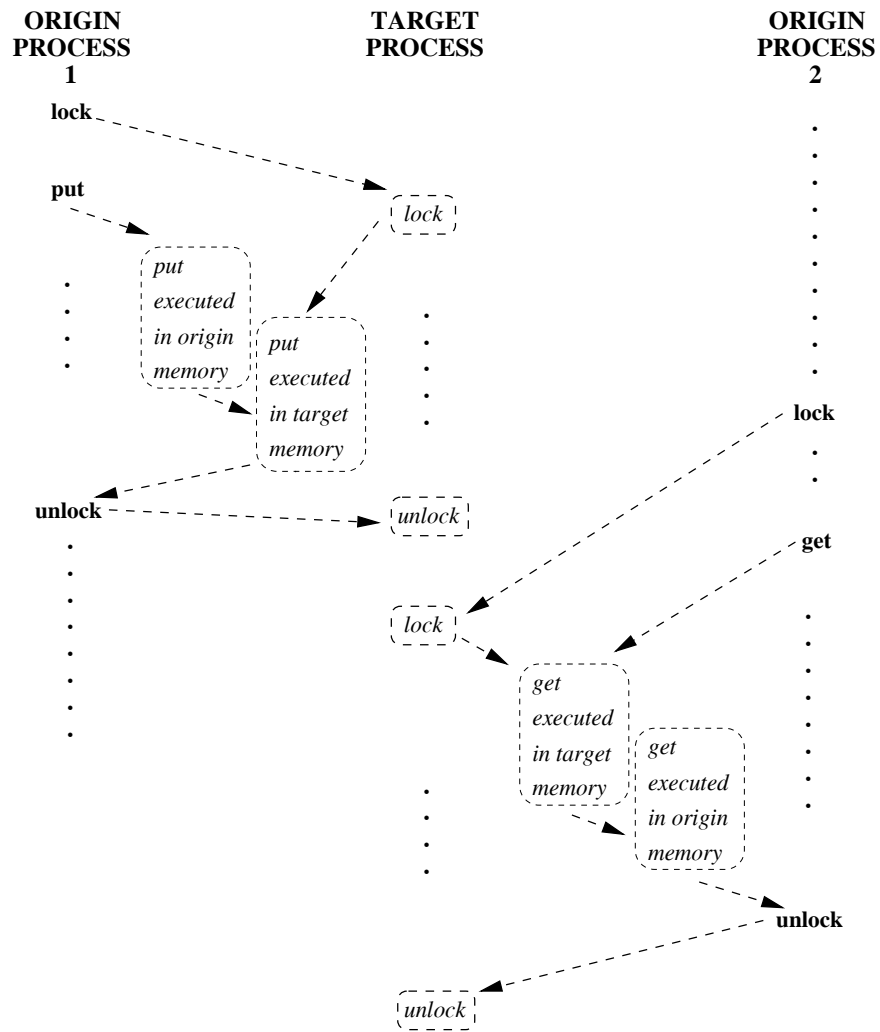 ORIGIN
PROCESS
1
TARGET
PROCESS
ORIGIN
PROCESS
2
lock
put
lock
put
executed
in origin
memory
put
executed
in target
memory
lock
unlock
unlock
get
lock
get
executed
in target
memory
get
executed
in origin
memory
unlock
unlock